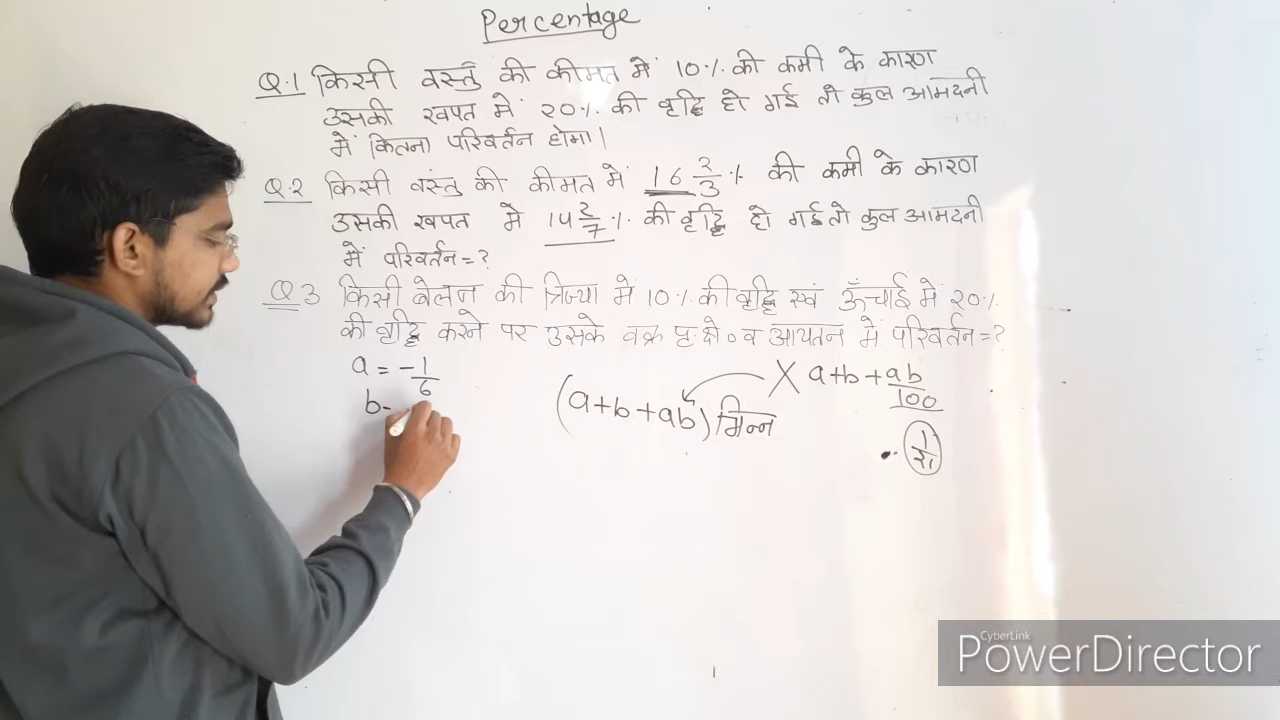 Percentage
Q.1 किसी वस्तु की कीमत में 10% की कमी के कारण
उसकी खपत में 20% की वृद्धि हो गई तो कुल आमदनी
में कितना परिवर्तन होगा।
Q.2 किसी वस्तु की कीमत में 16 2/3 % की कमी के कारण
उसकी खपत में 14 2/7 % की वृद्धि हो गई तो कुल आमदनी
में परिवर्तन = ?
Q 3 किसी बेलन की त्रिज्या में 10% की वृद्धि एवं ऊँचाई में 20%
की वृद्धि करने पर उसके वक्र पृ. क्षे० व आयतन में परिवर्तन = ?
a = -1/6
b-
(a+b+ab) भिन्न
X a+b+ab/100
1/21
CyberLink
PowerDirector